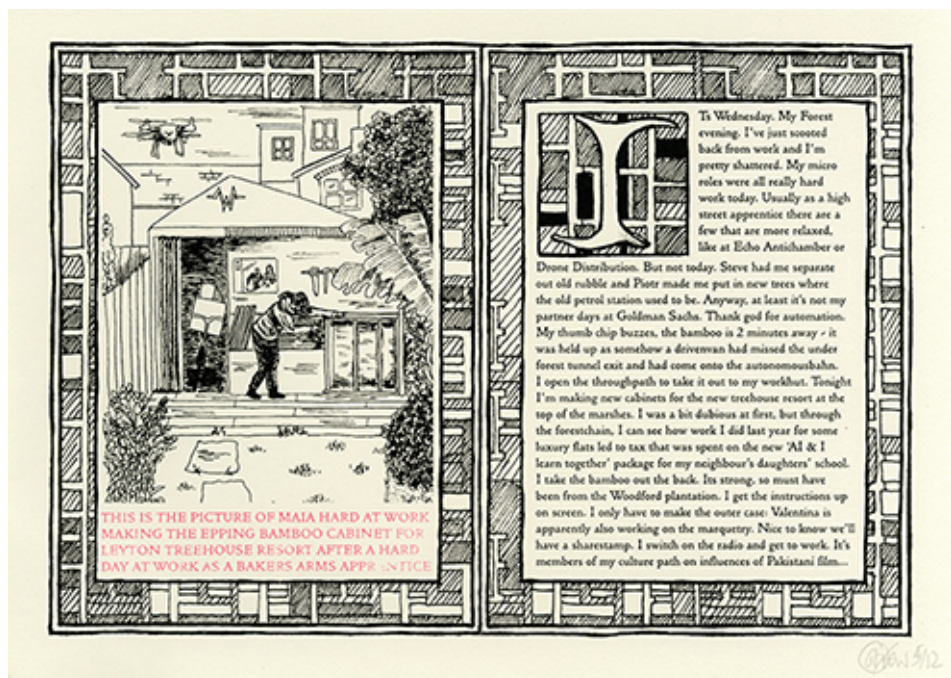 THIS IS THE PICTURE OF MAIA HARD AT WORK
MAKING THE EPPING BAMBOO CABINET FOR
LEYTON TREEHOUSE RESORT AFTER A HARD
DAY AT WORK AS A BAKERS ARMS APPRENTICE
ITs Wednesday. My Forest
evening. I've just scooted
back from work and I'm
pretty shattered. My micro
roles were all really hard
work today. Usually as a high
street apprentice there are a
few that are more relaxed,
like at Echo Antichamber or
Drone Distribution. But not today. Steve had me separate
out old rubble and Piotr made me put in new trees where
the old petrol station used to be. Anyway, at least it's not my
partner days at Goldman Sachs. Thank god for automation.
My thumb chip buzzes, the bamboo is 2 minutes away - it
was held up as somehow a drivenvan had missed the under
forest tunnel exit and had come onto the autonomousbahn.
I open the throughpath to take it out to my workhut. Tonight
I'm making new cabinets for the new treehouse resort at the
top of the marshes. I was a bit dubious at first, but through
the forestchain, I can see how work I did last year for some
luxury flats led to tax that was spent on the new 'AI & I
learn together' package for my neighbour's daughters' school.
I take the bamboo out the back. Its strong, so must have
been from the Woodford plantation. I get the instructions up
on screen. I only have to make the outer case: Valentina is
apparently also working on the marquetry. Nice to know we'll
have a sharestamp. I switch on the radio and get to work. It's
members of my culture path on influences of Pakistani film...